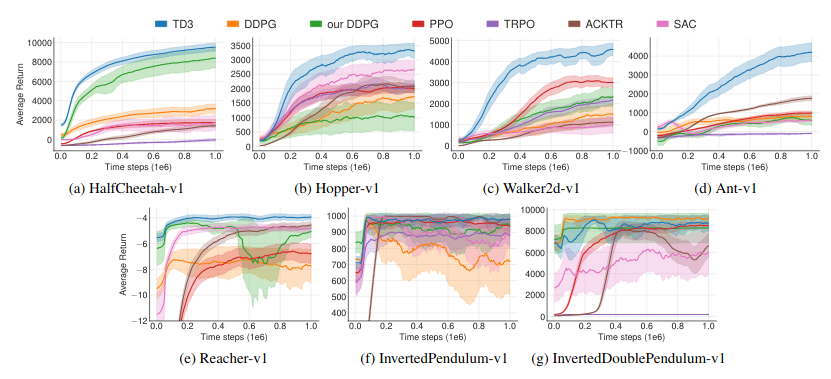 TD3 DDPG our DDPG PPO TRPO ACKTR SAC
Average Return
10000
8000
6000
4000
2000
0
0.0 0.2 0.4 0.6 0.8 1.0
Time steps (1e6)
(a) HalfCheetah-v1
3500
3000
2500
2000
1500
1000
500
0
0.0 0.2 0.4 0.6 0.8 1.0
Time steps (1e6)
(b) Hopper-v1
5000
4000
3000
2000
1000
0
0.0 0.2 0.4 0.6 0.8 1.0
Time steps (1e6)
(c) Walker2d-v1
4000
3000
2000
1000
0
−1000
0.0 0.2 0.4 0.6 0.8 1.0
Time steps (1e6)
(d) Ant-v1
Average Return
−4
−6
−8
−10
−12
0.0 0.2 0.4 0.6 0.8 1.0
Time steps (1e6)
(e) Reacher-v1
1000
900
800
700
600
500
400
0.0 0.2 0.4 0.6 0.8 1.0
Time steps (1e6)
(f) InvertedPendulum-v1
10000
8000
6000
4000
2000
0
0.0 0.2 0.4 0.6 0.8 1.0
Time steps (1e6)
(g) InvertedDoublePendulum-v1